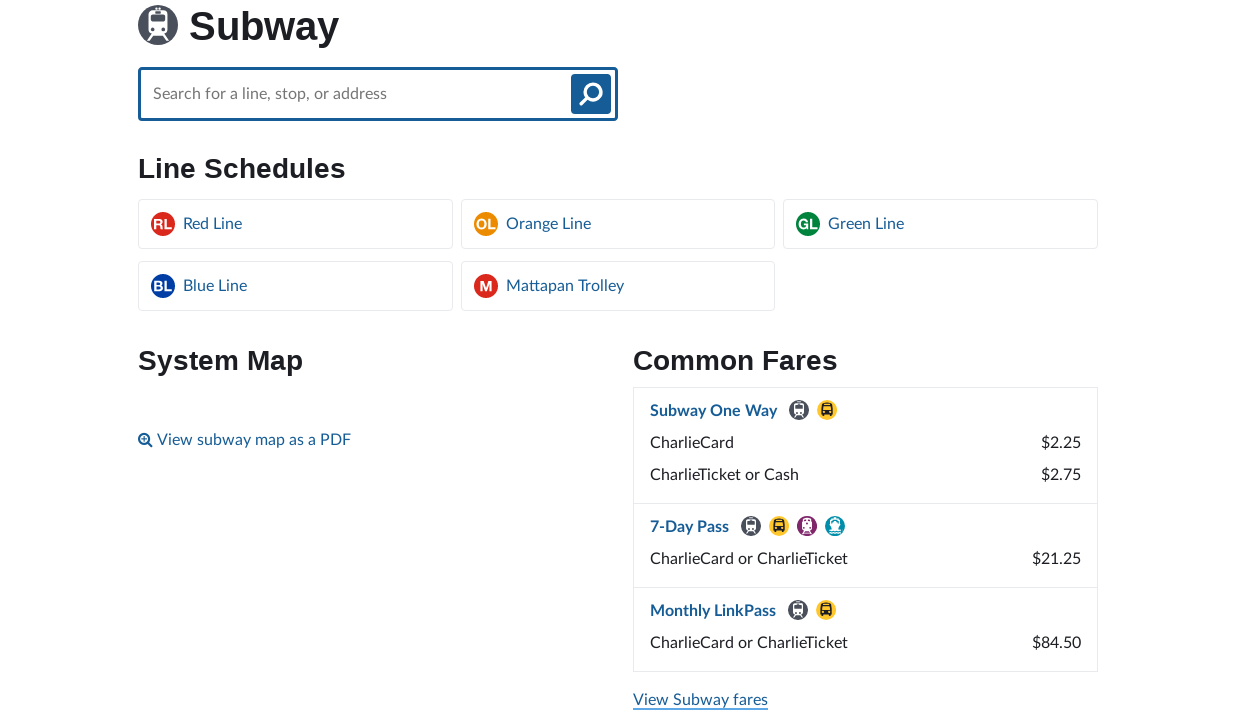 Subway
Search for a line, stop, or address
Line Schedules
RL Red Line
OL Orange Line
GL Green Line
BL Blue Line
M Mattapan Trolley
System Map
View subway map as a PDF
Common Fares
Subway One Way
CharlieCard $2.25
CharlieTicket or Cash $2.75
7-Day Pass
CharlieCard or CharlieTicket $21.25
Monthly LinkPass
CharlieCard or CharlieTicket $84.50
View Subway fares